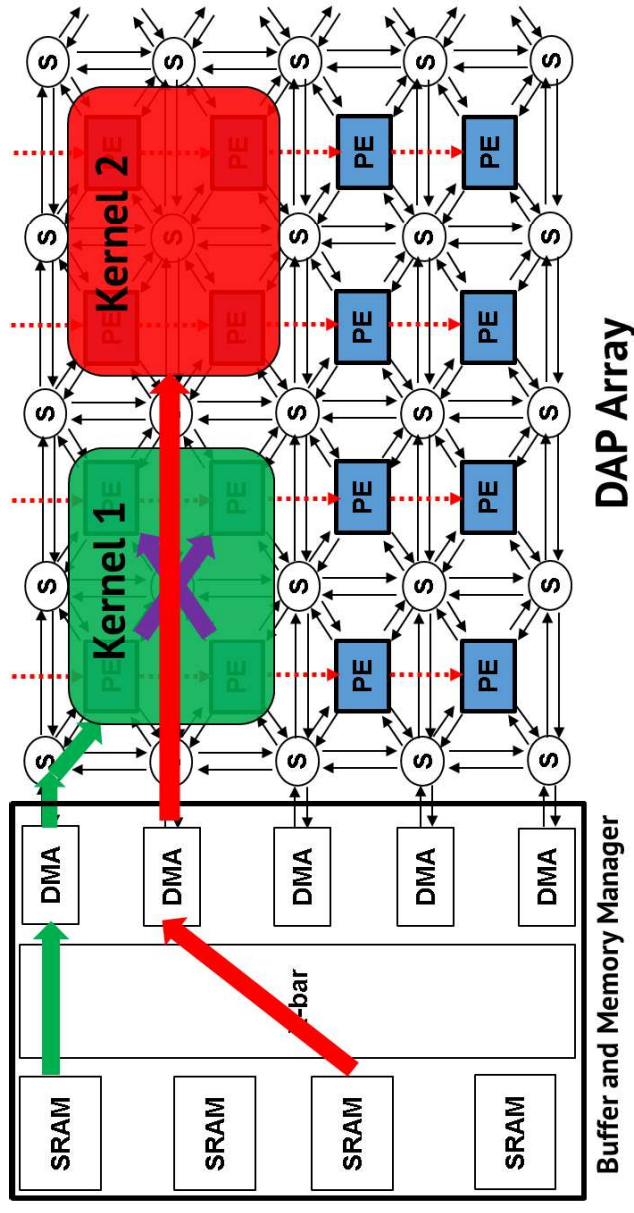 S S S S S
SRAM DMA
PE Kernel 1 PE PE Kernel 2 PE
SRAM DMA S S
PE PE PE PE
-bar
SRAM DMA S S S S S
PE PE PE PE
DMA S S S S S
SRAM
PE PE PE PE
DMA S S S S S
Buffer and Memory Manager
DAP Array